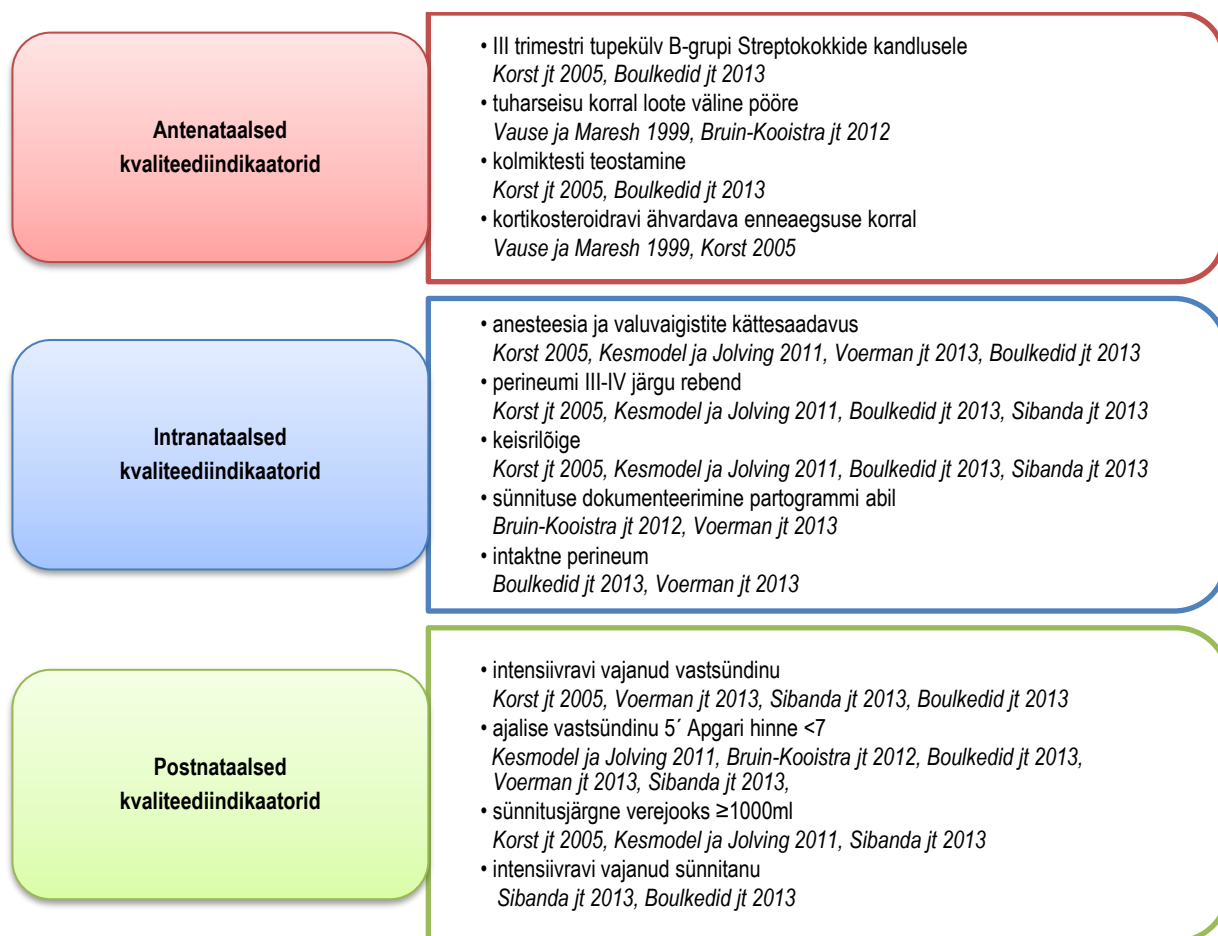 Antenataalsed
kvaliteediindikaatorid
• III trimestri tupekülv B-grupi Streptokokkide kandlusele
Korst jt 2005, Boulkedid jt 2013
• tuharseisu korral loote väline pööre
Vause ja Maresh 1999, Bruin-Kooistra jt 2012
• kolmiktesti teostamine
Korst jt 2005, Boulkedid jt 2013
• kortikosteroidravi ähvardava enneaegsuse korral
Vause ja Maresh 1999, Korst 2005
Intranataalsed
kvaliteediindikaatorid
• anesteesia ja valuvaigistite kättesaadavus
Korst 2005, Kesmodel ja Jolving 2011, Voerman jt 2013, Boulkedid jt 2013
• perineumi III-IV järgu rebend
Korst jt 2005, Kesmodel ja Jolving 2011, Boulkedid jt 2013, Sibanda jt 2013
• keisrilõige
Korst jt 2005, Kesmodel ja Jolving 2011, Boulkedid jt 2013, Sibanda jt 2013
• sünnituse dokumenteerimine partogrammi abil
Bruin-Kooistra jt 2012, Voerman jt 2013
• intaktne perineum
Boulkedid jt 2013, Voerman jt 2013
Postnataalsed
kvaliteediindikaatorid
• intensiivravi vajanud vastsündinu
Korst jt 2005, Voerman jt 2013, Sibanda jt 2013, Boulkedid jt 2013
• ajalise vastsündinu 5´ Apgari hinne <7
Kesmodel ja Jolving 2011, Bruin-Kooistra jt 2012, Boulkedid jt 2013,
Voerman jt 2013, Sibanda jt 2013,
• sünnitusjärgne verejooks ≥1000ml
Korst jt 2005, Kesmodel ja Jolving 2011, Sibanda jt 2013
• intensiivravi vajanud sünnitanu
Sibanda jt 2013, Boulkedid jt 2013